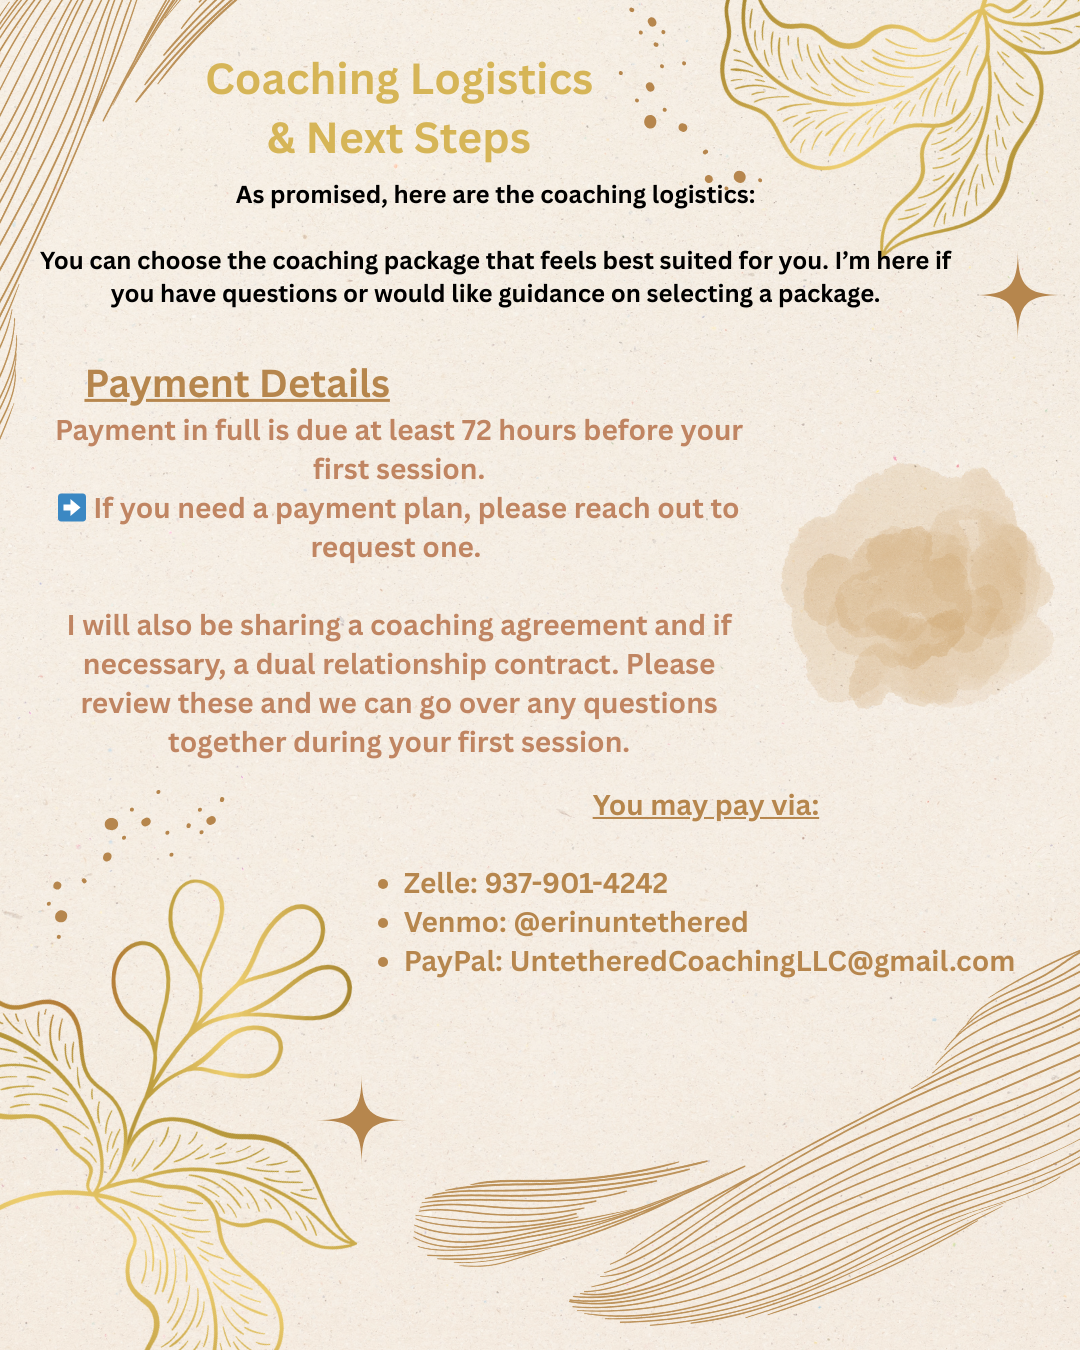 Coaching Logistics
& Next Steps
As promised, here are the coaching logistics:
You can choose the coaching package that feels best suited for you. I’m here if
you have questions or would like guidance on selecting a package.
Payment Details
Payment in full is due at least 72 hours before your
first session.
➡️ If you need a payment plan, please reach out to
request one.
I will also be sharing a coaching agreement and if
necessary, a dual relationship contract. Please
review these and we can go over any questions
together during your first session.
You may pay via:
• Zelle: 937-901-4242
• Venmo: @erinuntethered
• PayPal: UntetheredCoachingLLC@gmail.com